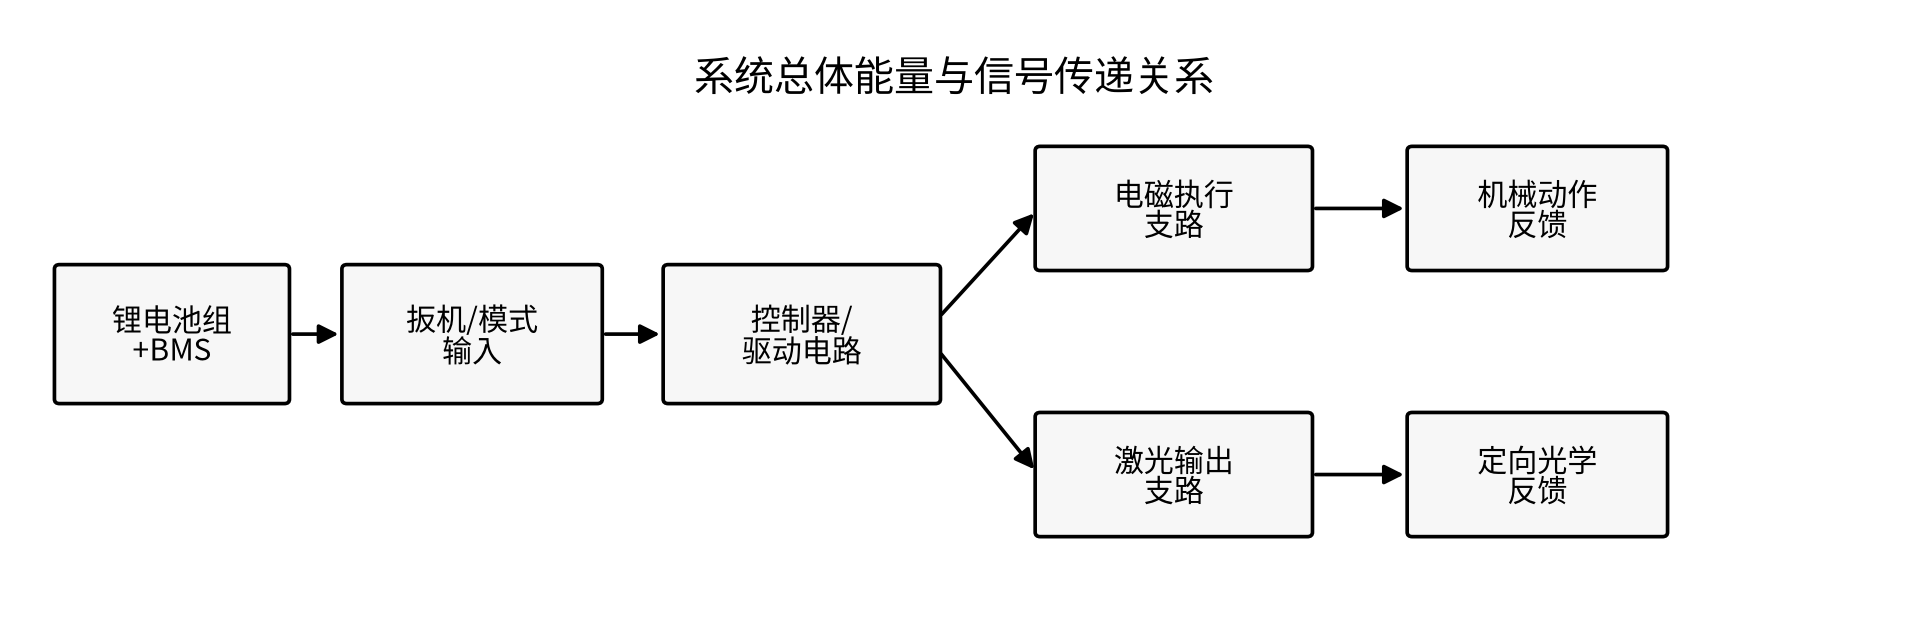 系统总体能量与信号传递关系
锂电池组
+BMS
扳机/模式
输入
控制器/
驱动电路
电磁执行
支路
机械动作
反馈
激光输出
支路
定向光学
反馈